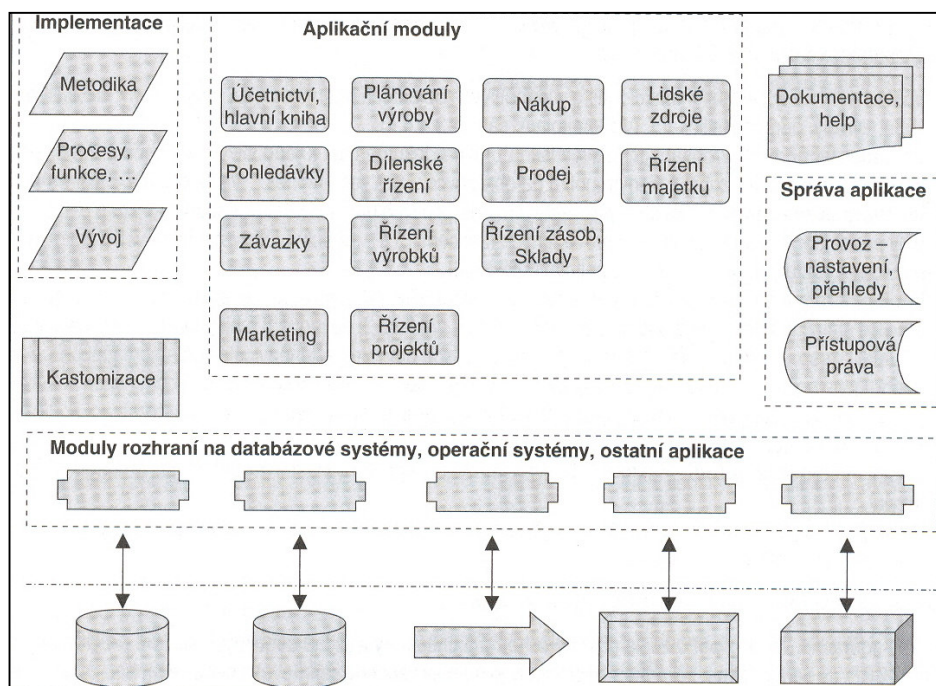 Implementace
Metodika
Procesy,
funkce, ...
Vývoj
Kastomizace
Aplikační moduly
Účetnictví,
hlavní kniha
Plánování
výroby
Nákup
Lidské
zdroje
Pohledávky
Dílenské
řízení
Prodej
Řízení
majetku
Závazky
Řízení
výrobků
Řízení zásob,
Sklady
Marketing
Řízení
projektů
Dokumentace,
help
Správa aplikace
Provoz –
nastavení,
přehledy
Přístupová
práva
Moduly rozhraní na databázové systémy, operační systémy, ostatní aplikace